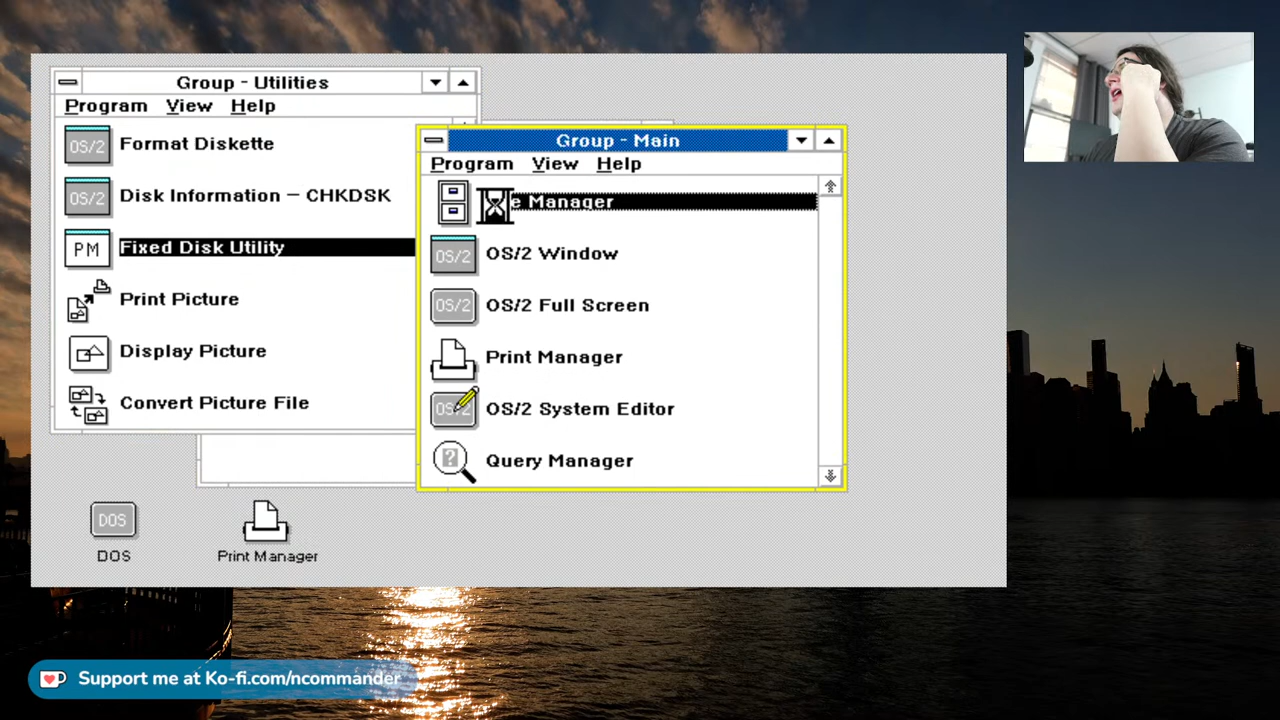 Group - Utilities
Program View Help
OS/2 Format Diskette
OS/2 Disk Information – CHKDSK
PM Fixed Disk Utility
Print Picture
Display Picture
Convert Picture File
Group - Main
Program View Help
Manager
OS/2 OS/2 Window
OS/2 OS/2 Full Screen
Print Manager
OS/2 OS/2 System Editor
? Query Manager
DOS
DOS
Print Manager
Support me at Ko-fi.com/ncommander